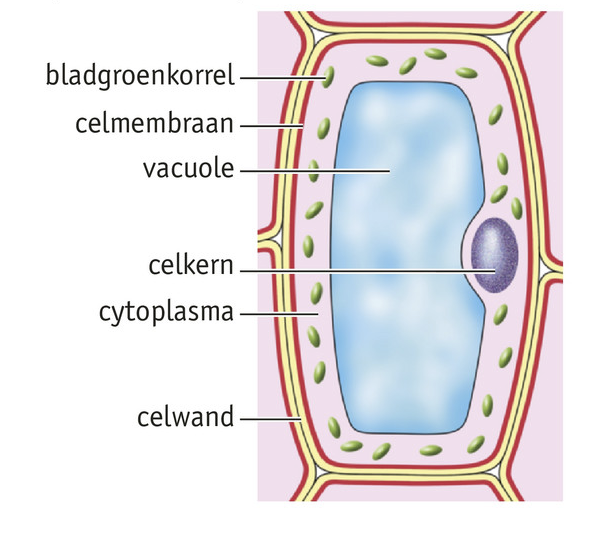 bladgroenkorrel
celmembraan
vacuole
celkern
cytoplasma
celwand